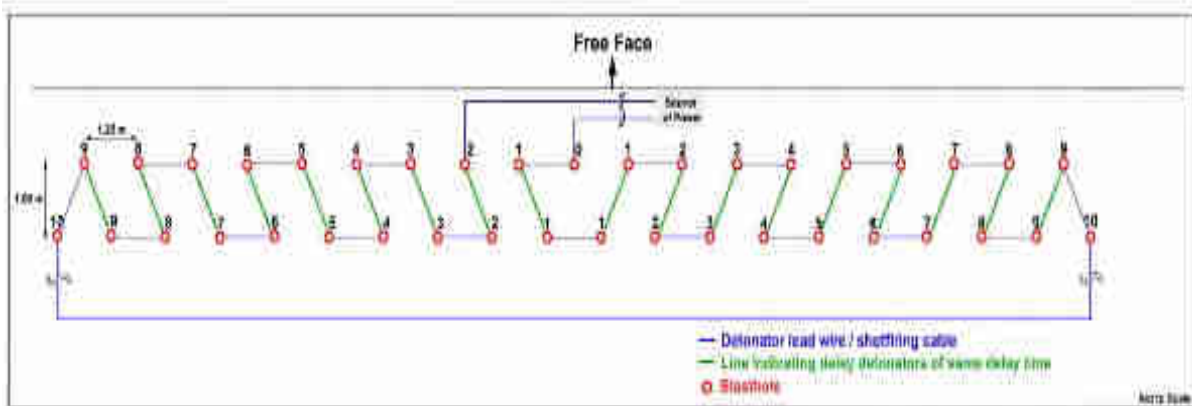 Free Face
Source
of Power
1.25 m
9 8 7 6 5 4 3 2 1 0 1 2 3 4 5 6 7 8 9
1.00 m
10 9 8 7 6 5 4 3 2 1 1 2 3 4 5 6 7 8 9 10
Detonator lead wire / shotfiring cable
Line indicating delay detonators of same delay time
Blasthole